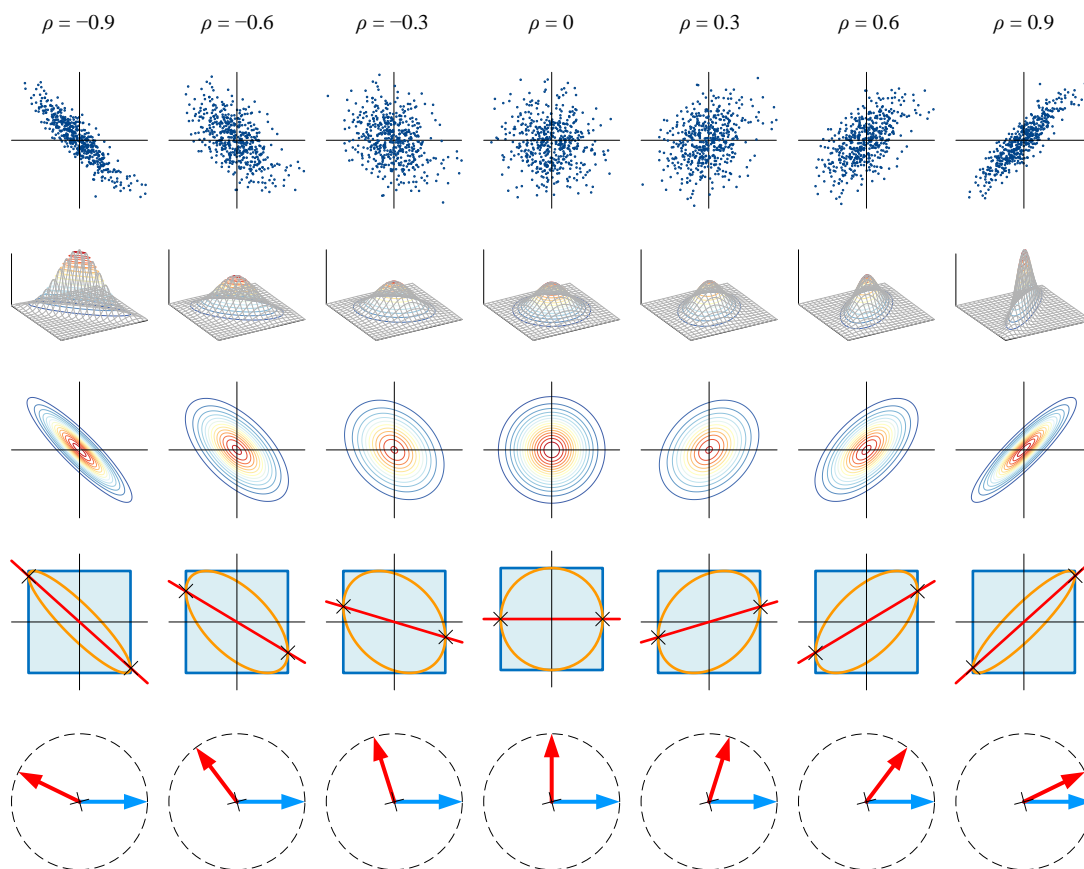 ρ = −0.9 ρ = −0.6 ρ = −0.3 ρ = 0 ρ = 0.3 ρ = 0.6 ρ = 0.9